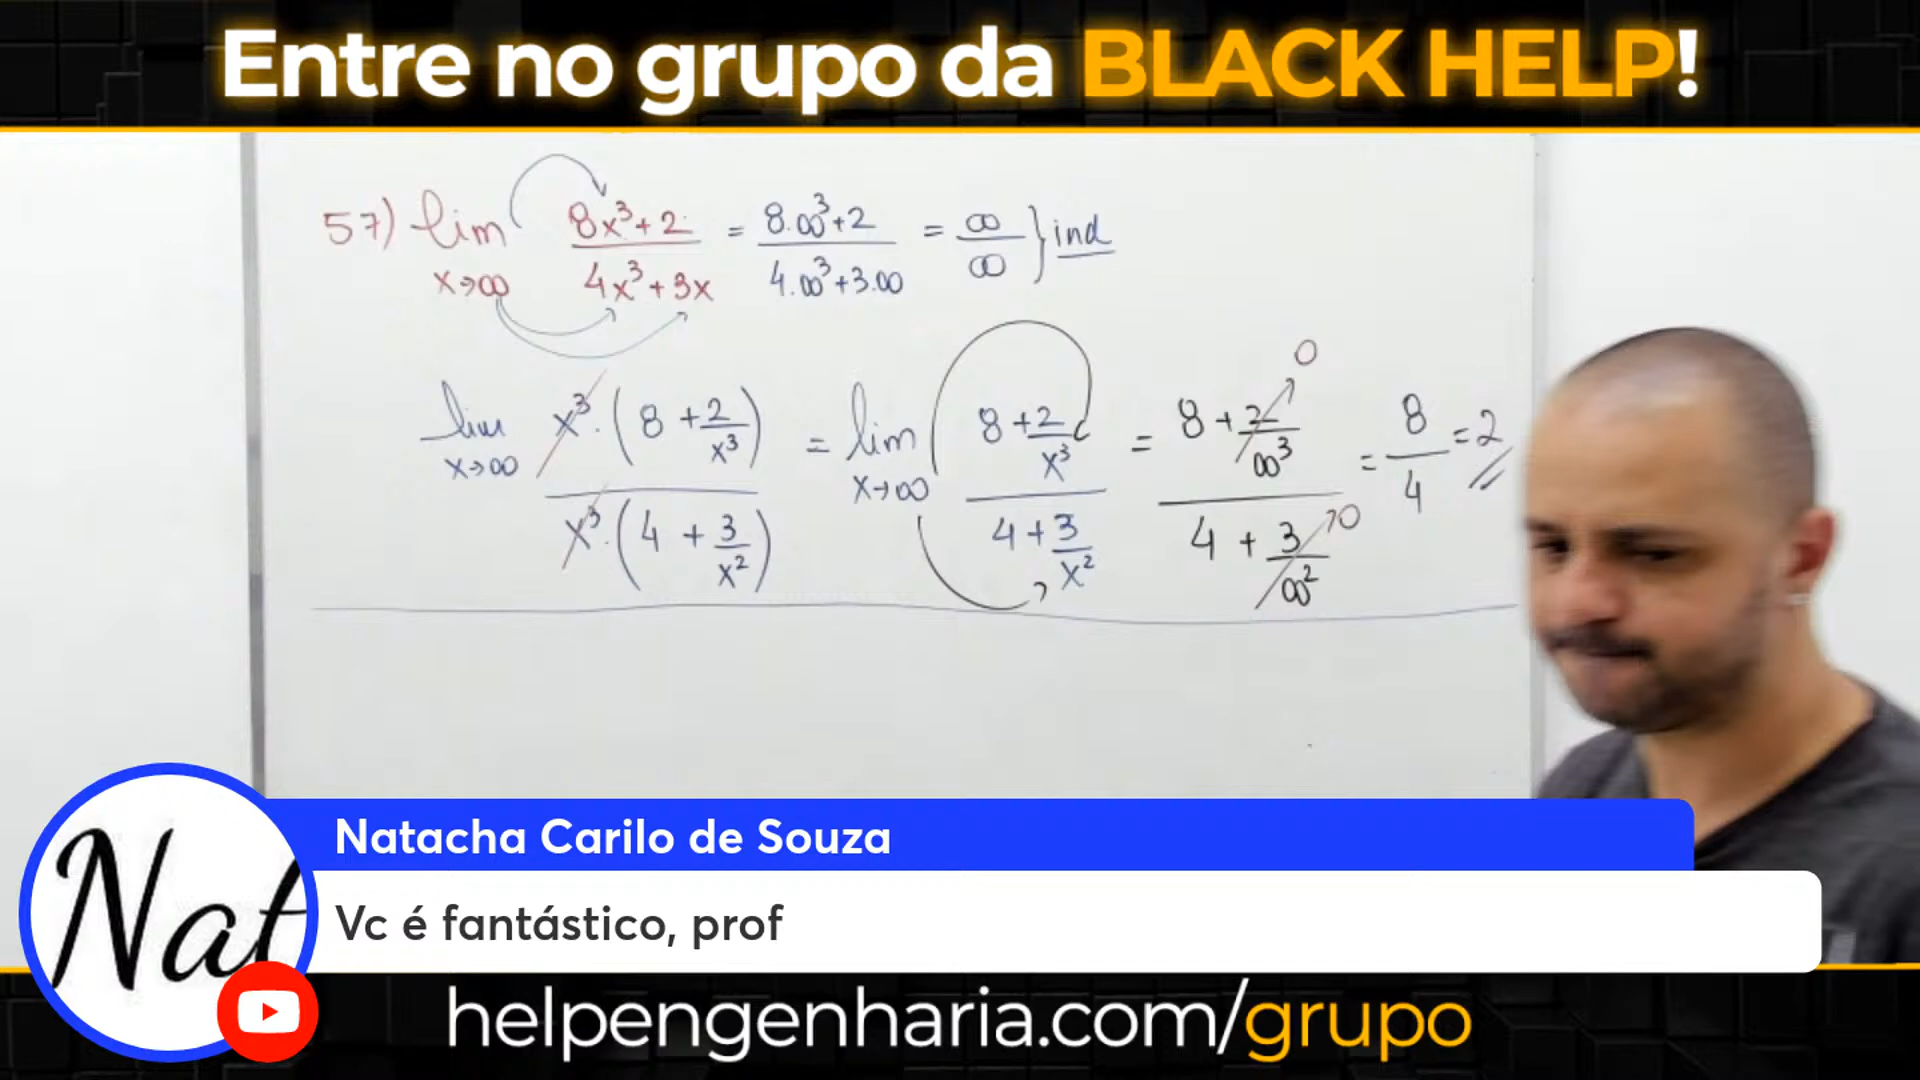 Entre no grupo da BLACK HELP!
57) lim x→∞ 8x³+2 / 4x³+3x = 8.∞³+2 / 4.∞³+3.∞ = ∞/∞ } ind
lim x→∞ x³.(8+2/x³) / x³.(4+3/x²) = lim x→∞ 8+2/x³ / 4+3/x² = 8+2/∞³ →0 / 4+3/∞² →0 = 8/4 = 2
Natacha Carilo de Souza
Nat
Vc é fantástico, prof
helpengenharia.com/grupo